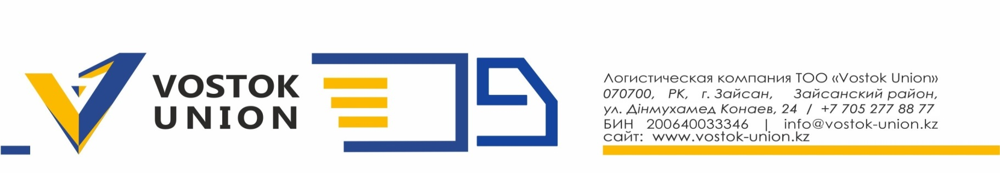 VOSTOK
UNION
Логистическая компания ТОО «Vostok Union»
070700, РК, г. Зайсан, Зайсанский район,
ул. Дінмухамед Конаев, 24 / +7 705 277 88 77
БИН 200640033346 | info@vostok-union.kz
сайт: www.vostok-union.kz